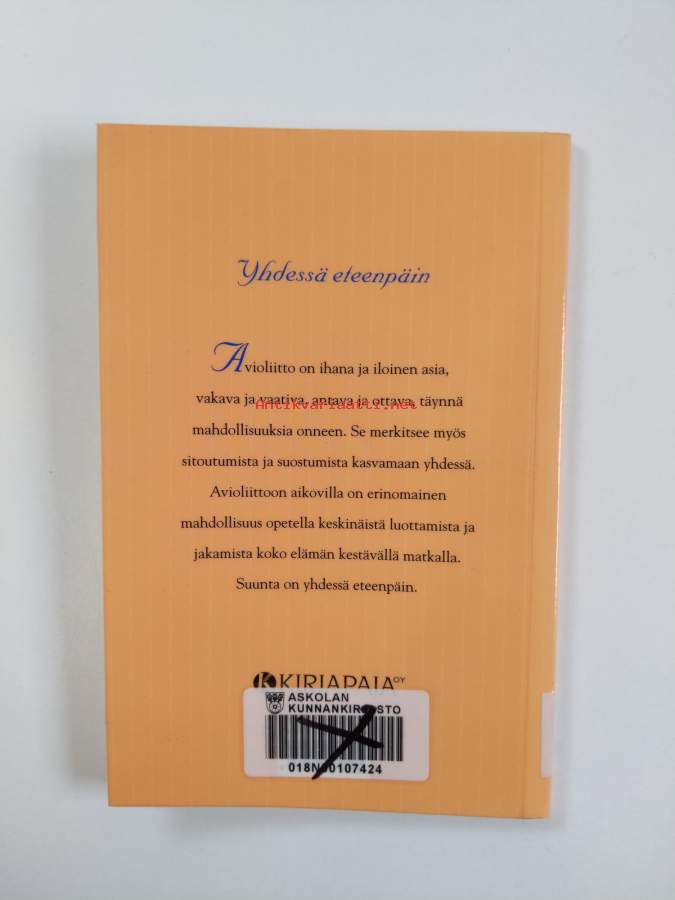 Yhdessä eteenpäin
Avioliitto on ihana ja iloinen asia,
vakava ja vaativa, antava ja ottava, täynnä
Antikvariaatti.net
mahdollisuuksia onneen. Se merkitsee myös
sitoutumista ja suostumista kasvamaan yhdessä.
Avioliittoon aikovilla on erinomainen
mahdollisuus opetella keskinäistä luottamista ja
jakamista koko elämän kestävällä matkalla.
Suunta on yhdessä eteenpäin.
KIRJAPAJA OY
ASKOLAN
KUNNANKIRJASTO
018N00107424